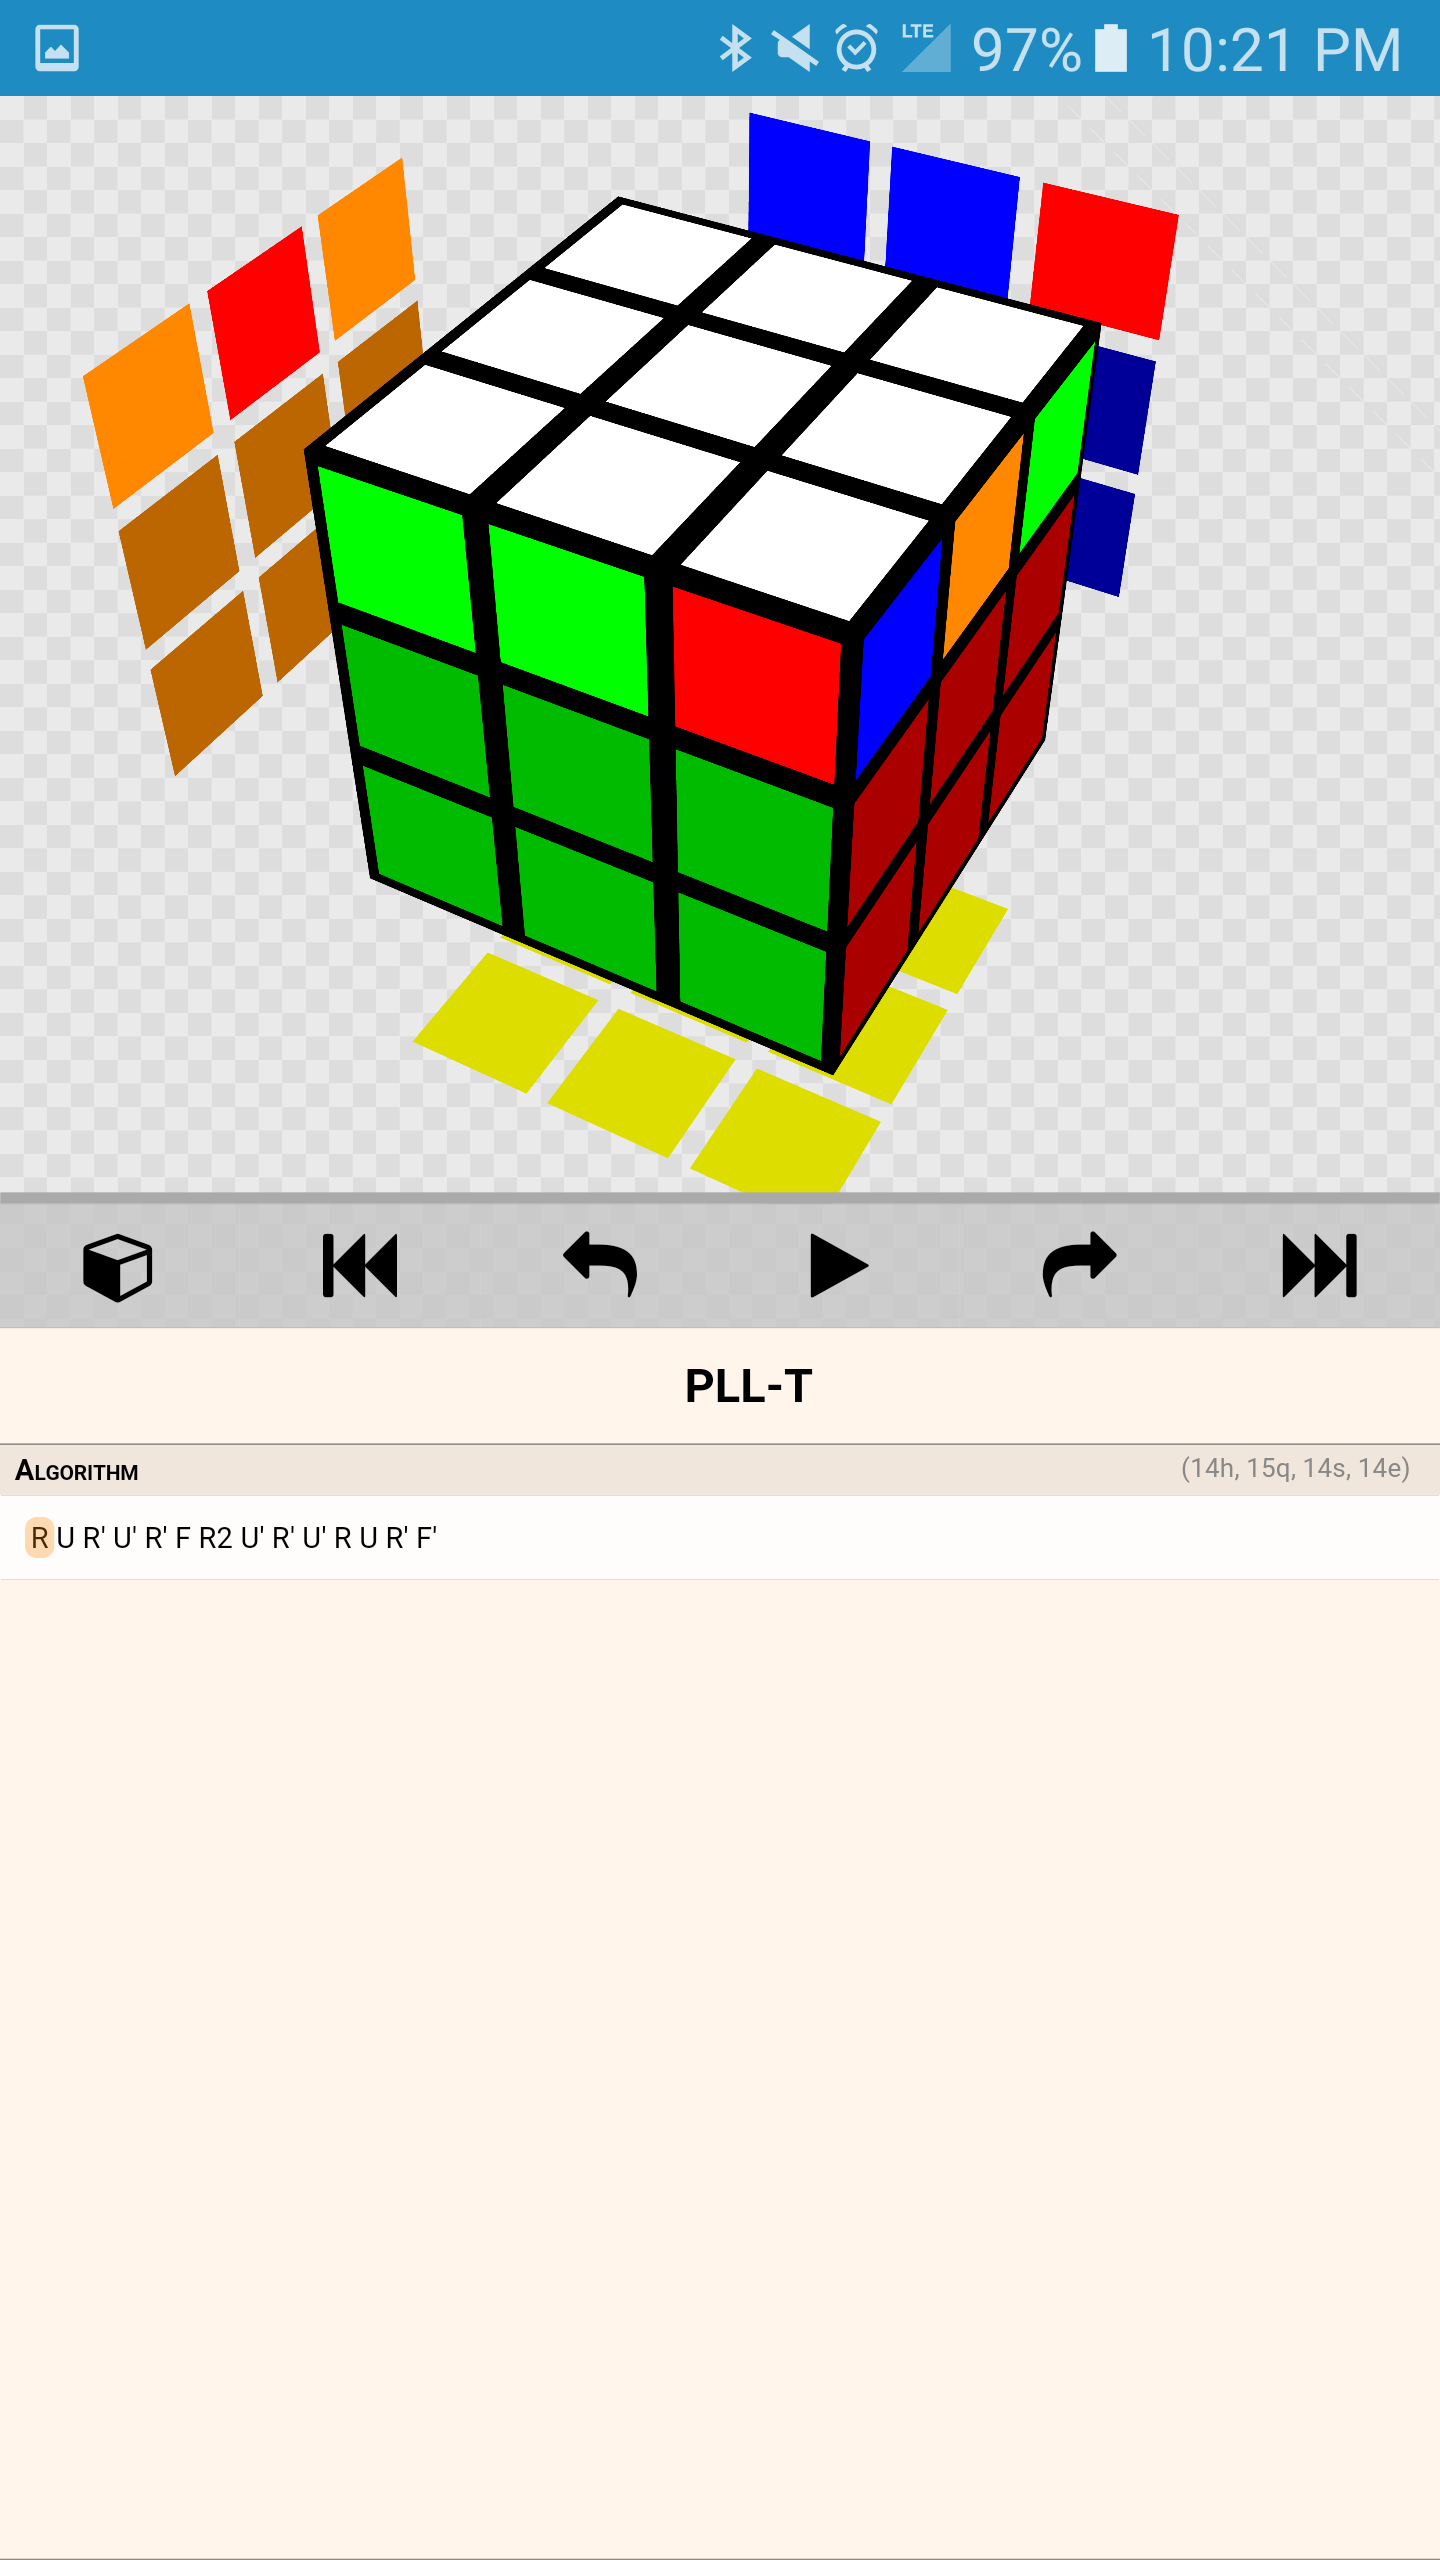 LTE 97% 10:21 PM
PLL-T
Algorithm (14h, 15q, 14s, 14e)
R U R' U' R' F R2 U' R' U' R U R' F'